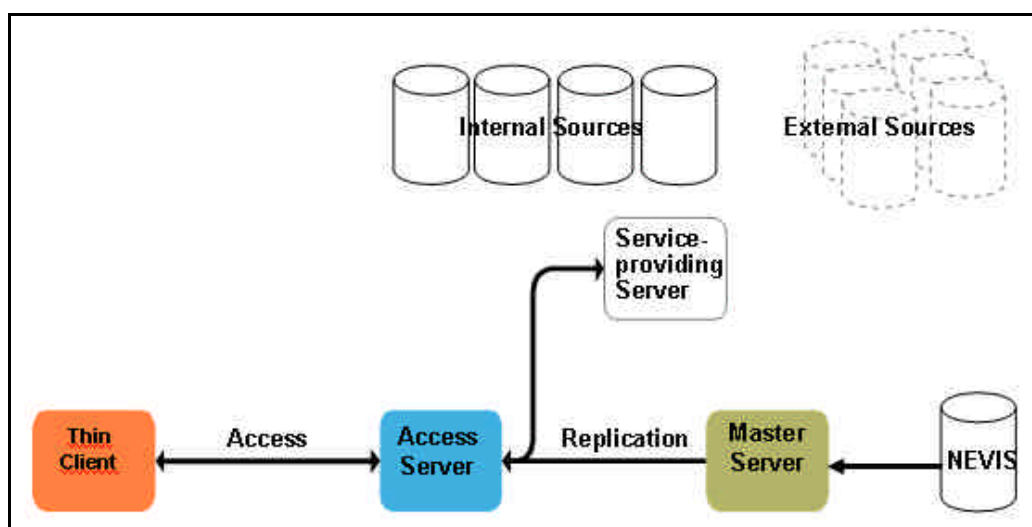 Internal Sources
External Sources
Service-
providing
Server
Thin
Client
Access
Access
Server
Replication
Master
Server
NEVIS